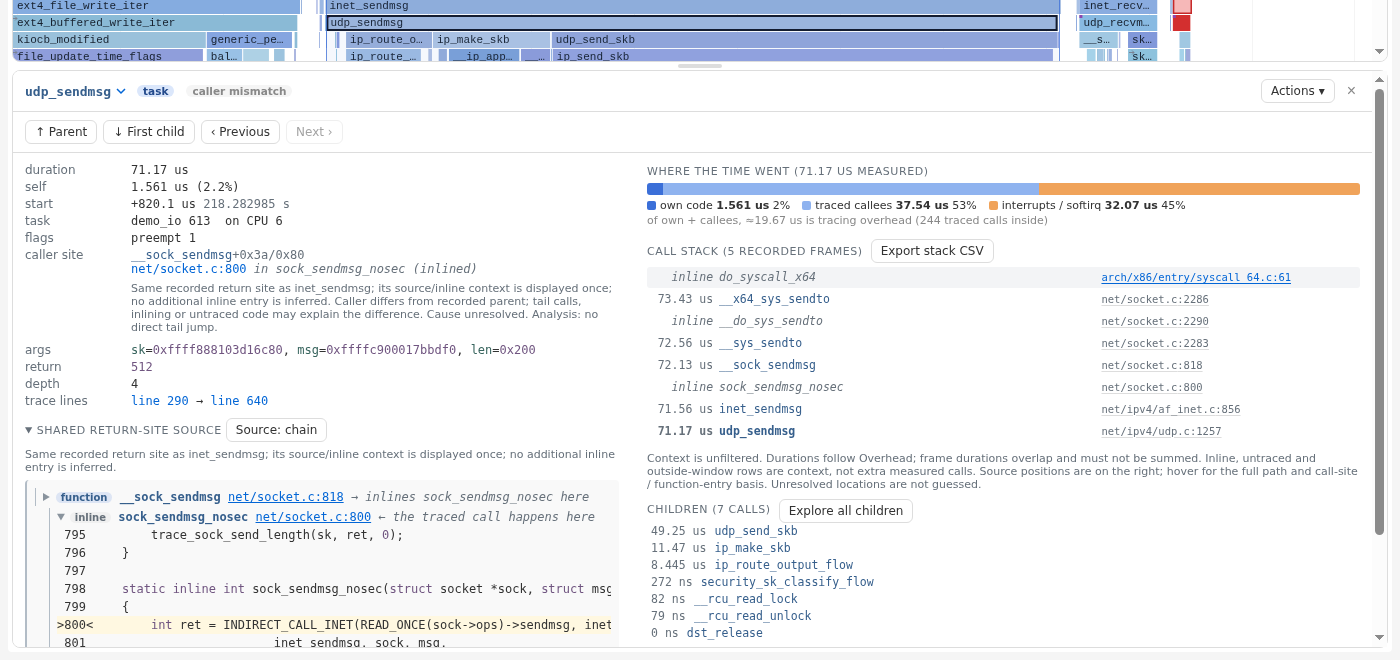 ext4_file_write_iter inet_sendmsg inet_recv…
ext4_buffered_write_iter udp_sendmsg udp_recvm…
kiocb_modified generic_pe… ip_route_o… ip_make_skb udp_send_skb __s… sk…
file_update_time_flags bal… ip_route_… __ip_app… __… ip_send_skb sk…
udp_sendmsg task caller mismatch Actions ▾ ×
↑ Parent ↓ First child ‹ Previous Next ›
duration 71.17 us
self 1.561 us (2.2%)
start +820.1 us 218.282985 s
task demo_io 613 on CPU 6
flags preempt 1
caller site __sock_sendmsg+0x3a/0x80
net/socket.c:800 in sock_sendmsg_nosec (inlined)
Same recorded return site as inet_sendmsg; its source/inline context is displayed once;
no additional inline entry is inferred. Caller differs from recorded parent; tail calls,
inlining or untraced code may explain the difference. Cause unresolved. Analysis: no
direct tail jump.
args sk=0xffff888103d16c80, msg=0xffffc900017bbdf0, len=0x200
return 512
depth 4
trace lines line 290 → line 640
▼ SHARED RETURN-SITE SOURCE Source: chain
Same recorded return site as inet_sendmsg; its source/inline context is displayed once; no additional inline
entry is inferred.
▶ function __sock_sendmsg net/socket.c:818 → inlines sock_sendmsg_nosec here
▼ inline sock_sendmsg_nosec net/socket.c:800 ← the traced call happens here
795 trace_sock_send_length(sk, ret, 0);
796 }
797
798 static inline int sock_sendmsg_nosec(struct socket *sock, struct msg
799 {
>800< int ret = INDIRECT_CALL_INET(READ_ONCE(sock->ops)->sendmsg, inet
801 inet_sendmsg, sock, msg,
WHERE THE TIME WENT (71.17 US MEASURED)
own code 1.561 us 2% traced callees 37.54 us 53% interrupts / softirq 32.07 us 45%
of own + callees, ≈19.67 us is tracing overhead (244 traced calls inside)
CALL STACK (5 RECORDED FRAMES) Export stack CSV
inline do_syscall_x64 arch/x86/entry/syscall_64.c:61
73.43 us __x64_sys_sendto net/socket.c:2286
inline __do_sys_sendto net/socket.c:2290
72.56 us __sys_sendto net/socket.c:2283
72.13 us __sock_sendmsg net/socket.c:818
inline sock_sendmsg_nosec net/socket.c:800
71.56 us inet_sendmsg net/ipv4/af_inet.c:856
71.17 us udp_sendmsg net/ipv4/udp.c:1257
Context is unfiltered. Durations follow Overhead; frame durations overlap and must not be summed. Inline, untraced and
outside-window rows are context, not extra measured calls. Source positions are on the right; hover for the full path and call-site
/ function-entry basis. Unresolved locations are not guessed.
CHILDREN (7 CALLS) Explore all children
49.25 us udp_send_skb
11.47 us ip_make_skb
8.445 us ip_route_output_flow
272 ns security_sk_classify_flow
82 ns __rcu_read_lock
79 ns __rcu_read_unlock
0 ns dst_release